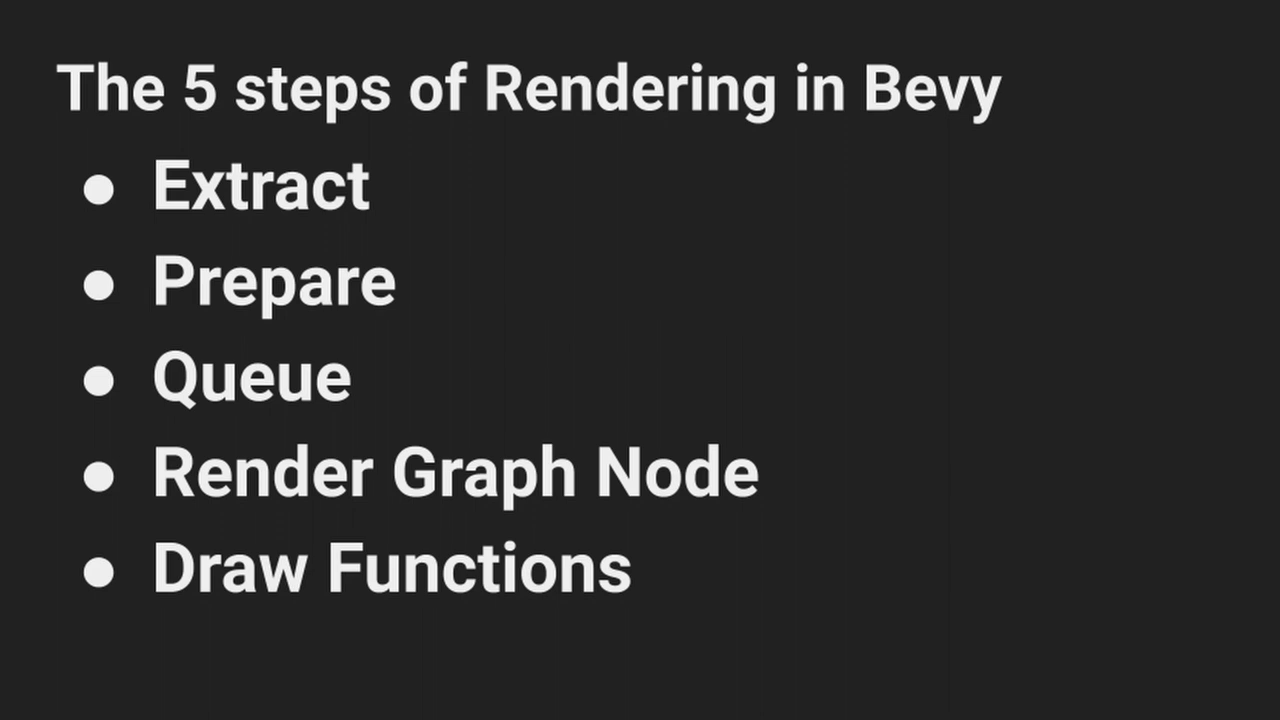 The 5 steps of Rendering in Bevy
● Extract
● Prepare
● Queue
● Render Graph Node
● Draw Functions